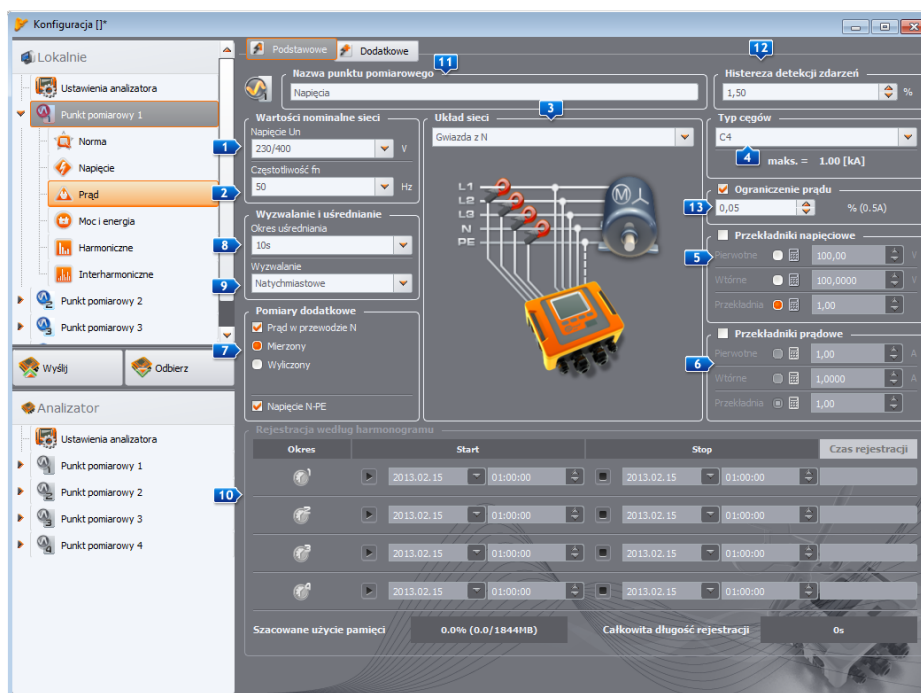 Konfiguracja []*
Lokalnie
Ustawienia analizatora
Punkt pomiarowy 1
Norma
Napięcie
Prąd
Moc i energia
Harmoniczne
Interharmoniczne
Punkt pomiarowy 2
Punkt pomiarowy 3
Wyślij
Odbierz
Analizator
Ustawienia analizatora
Punkt pomiarowy 1
Punkt pomiarowy 2
Punkt pomiarowy 3
Punkt pomiarowy 4
Podstawowe
Dodatkowe
11
Nazwa punktu pomiarowego
Napięcia
12
Histereza detekcji zdarzeń
1,50 %
Wartości nominalne sieci
Napięcie Un
1
230/400 V
Częstotliwość fn
2
50 Hz
Wyzwalanie i uśrednianie
Okres uśredniania
8
10s
Wyzwalanie
9
Natychmiastowe
Pomiary dodatkowe
Prąd w przewodzie N
7
Mierzony
Wyliczony
Napięcie N-PE
3
Układ sieci
Gwiazda z N
L1
L2
L3
N
PE
M
Typ cęgów
C4
4
maks. = 1.00 [kA]
Ograniczenie prądu
13
0,05 % (0.5A)
Przekładniki napięciowe
5
Pierwotne 100,00 V
Wtórne 100,0000 V
Przekładnia 1,00
Przekładniki prądowe
6
Pierwotne 1,00 A
Wtórne 1,0000 A
Przekładnia 1,00
Rejestracja według harmonogramu
Okres Start Stop Czas rejestracji
10
1 2013.02.15 01:00:00 2013.02.15 01:00:00
2 2013.02.15 01:00:00 2013.02.15 01:00:00
3 2013.02.15 01:00:00 2013.02.15 01:00:00
4 2013.02.15 01:00:00 2013.02.15 01:00:00
Szacowane użycie pamięci 0.0% (0.0/1844MB) Całkowita długość rejestracji 0s